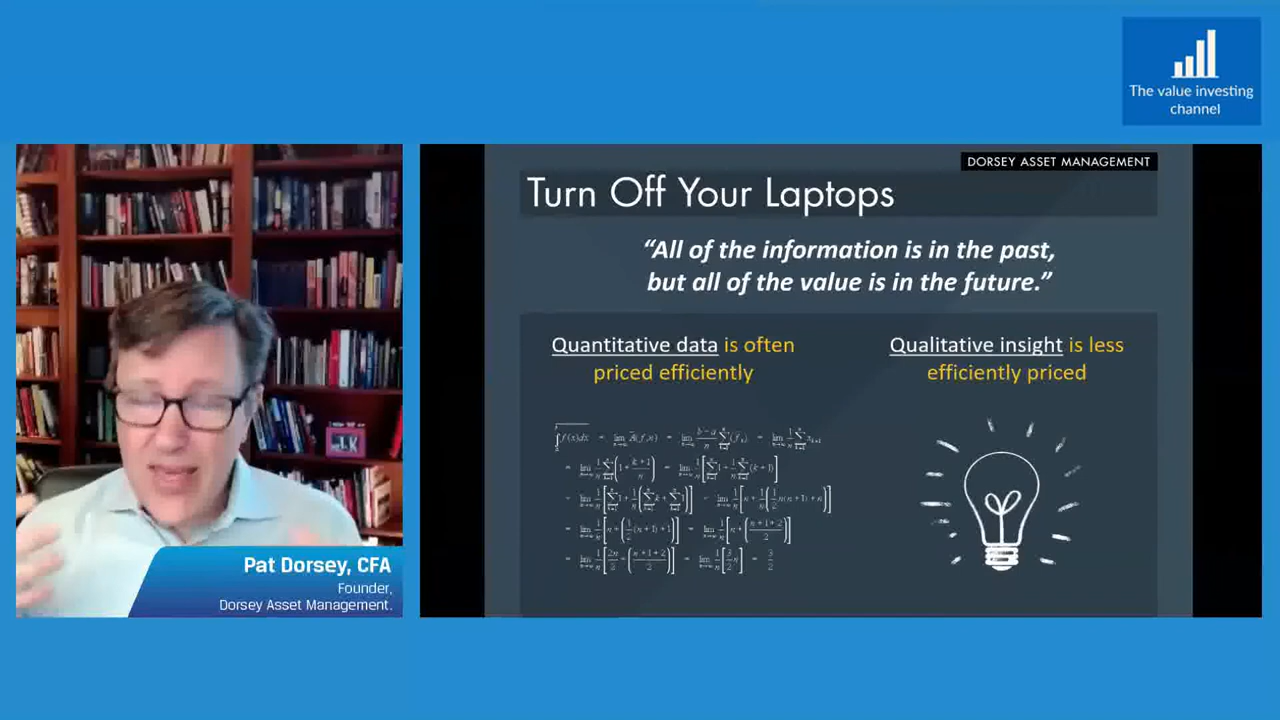 The value investing
channel
DORSEY ASSET MANAGEMENT
Turn Off Your Laptops
“All of the information is in the past,
but all of the value is in the future.”
Quantitative data is often
priced efficiently
Qualitative insight is less
efficiently priced
Pat Dorsey, CFA
Founder,
Dorsey Asset Management.